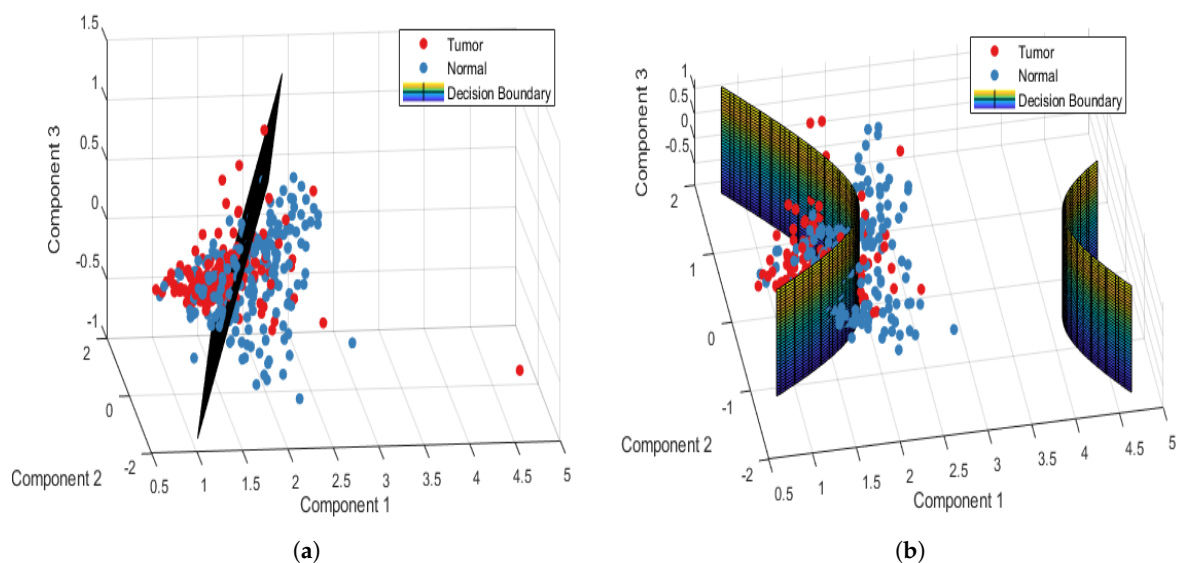 1.5
1
0.5
0
-0.5
-1
Component 3
2
0
-2
Component 2
0.5 1 1.5 2 2.5 3 3.5 4 4.5 5
Component 1
Tumor
Normal
Decision Boundary
(a)
1
0.5
0
-0.5
Component 3
2
1
0
-1
-2
Component 2
0.5 1 1.5 2 2.5 3 3.5 4 4.5 5
Component 1
Tumor
Normal
Decision Boundary
(b)